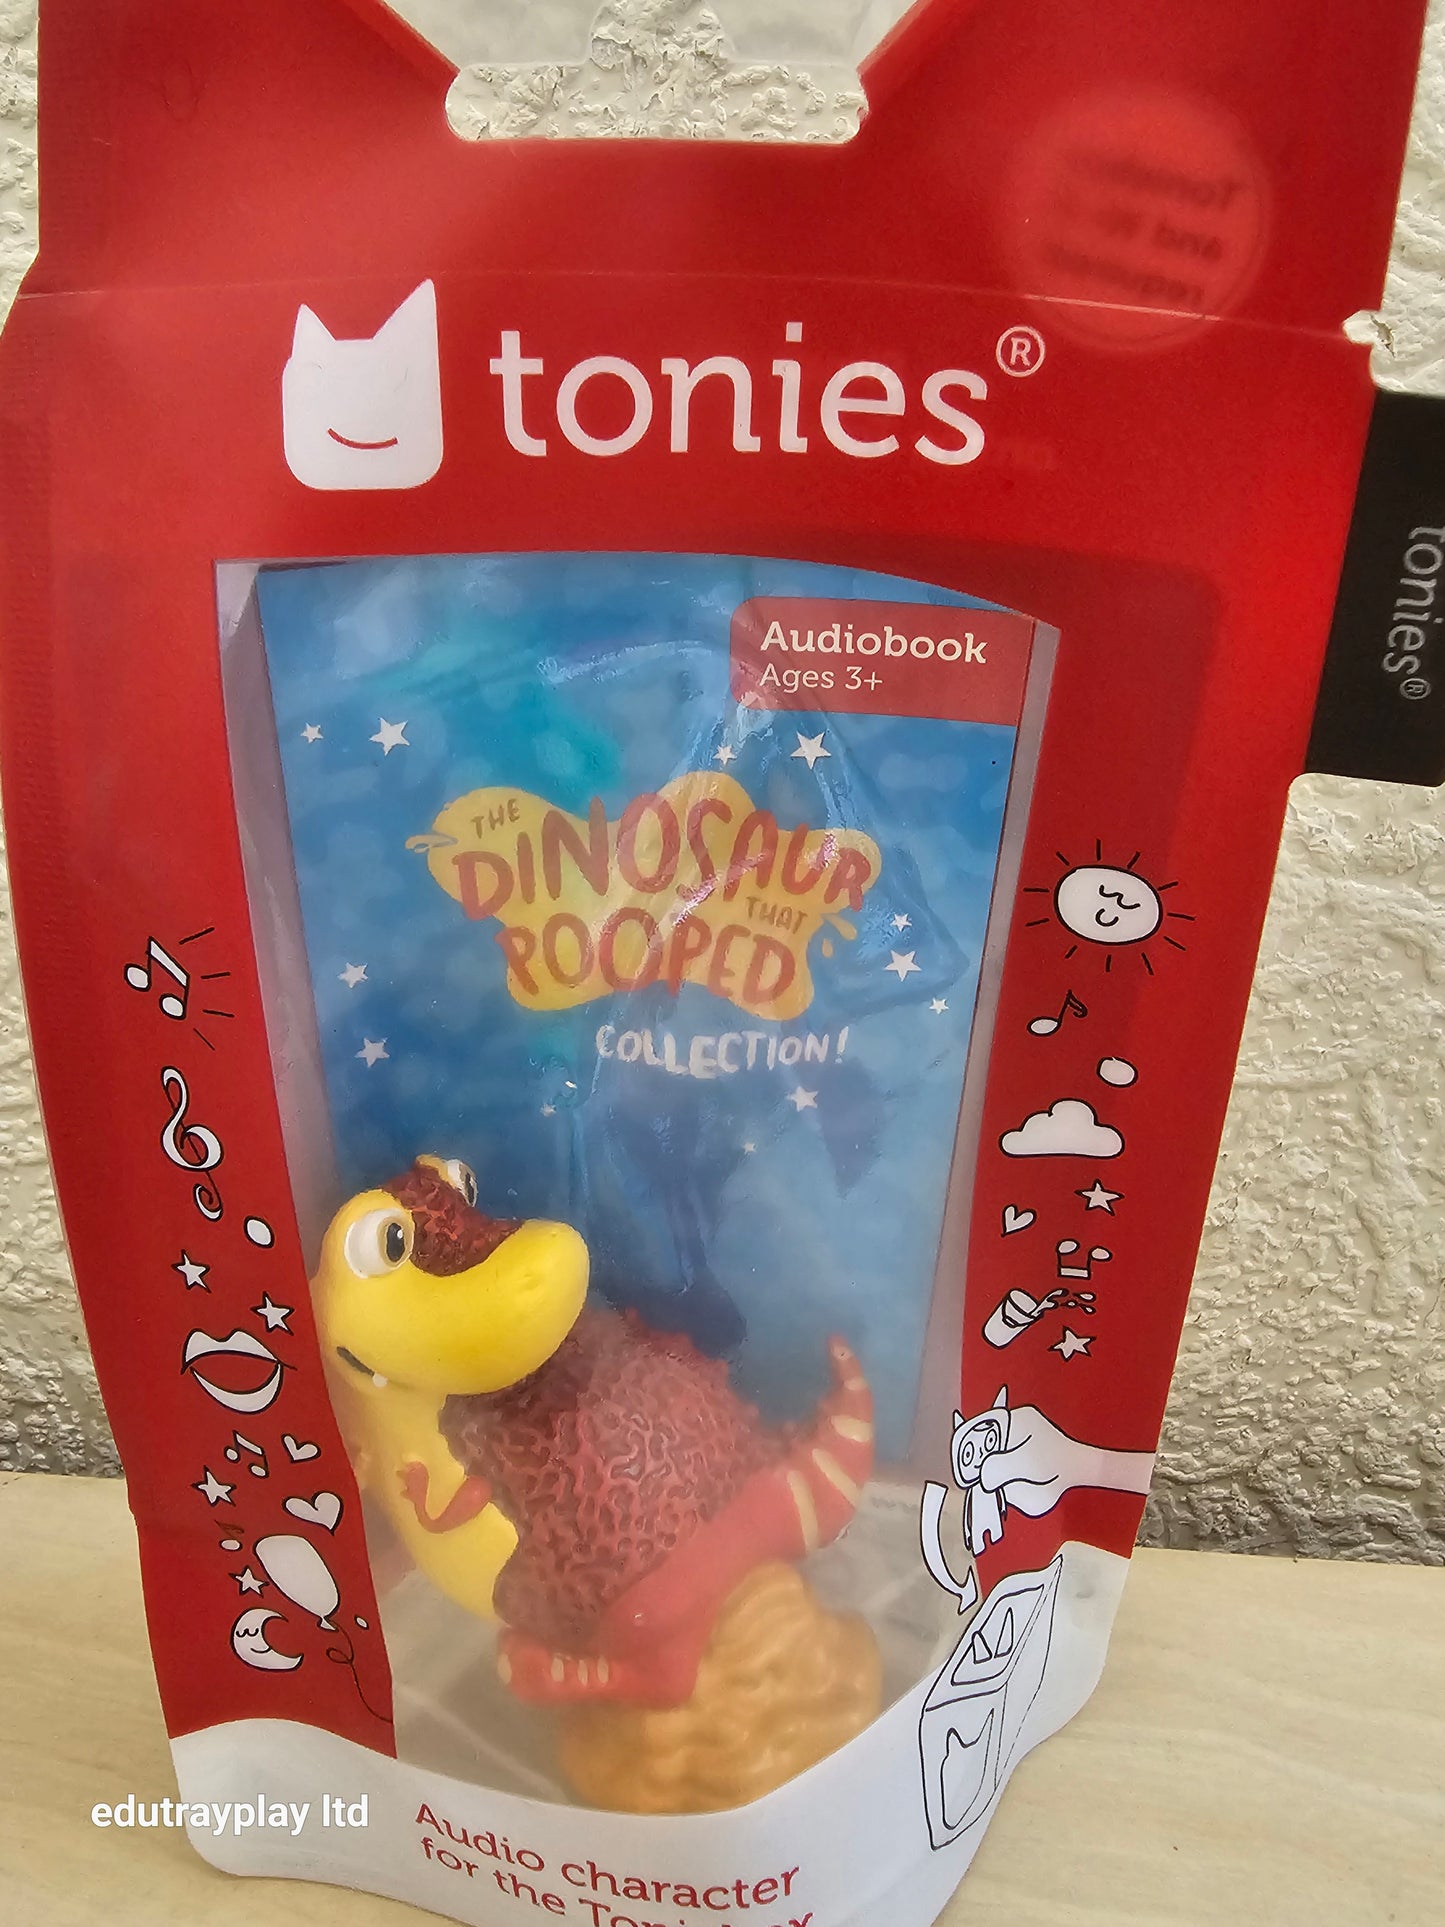 tonies®
tonies®
Audiobook
Ages 3+
THE
DINOSAUR
THAT
POOPED
COLLECTION!
edutrayplay ltd
Audio character
for the